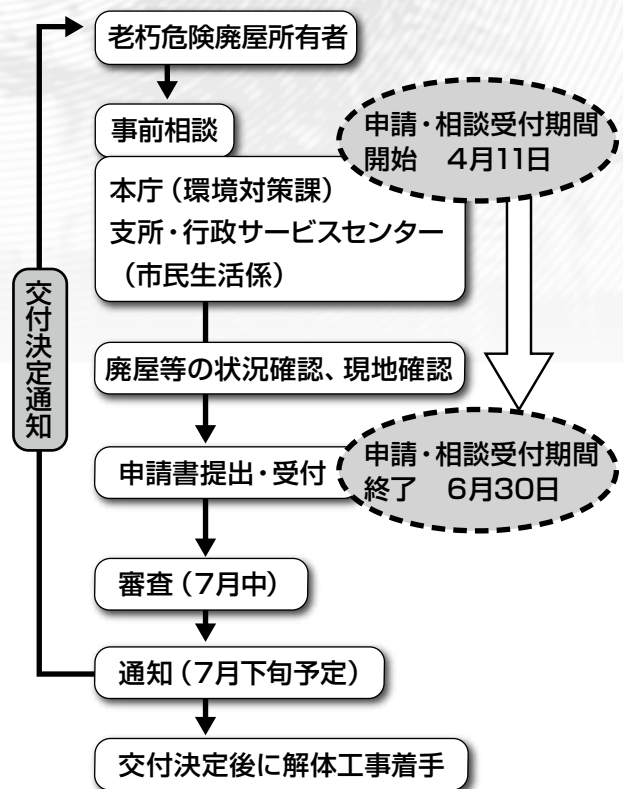 老朽危険廃屋所有者
事前相談
申請・相談受付期間
開始　4月11日
本庁（環境対策課）
支所・行政サービスセンター
（市民生活係）
交付決定通知
廃屋等の状況確認、現地確認
申請書提出・受付
申請・相談受付期間
終了　6月30日
審査（7月中）
通知（7月下旬予定）
交付決定後に解体工事着手